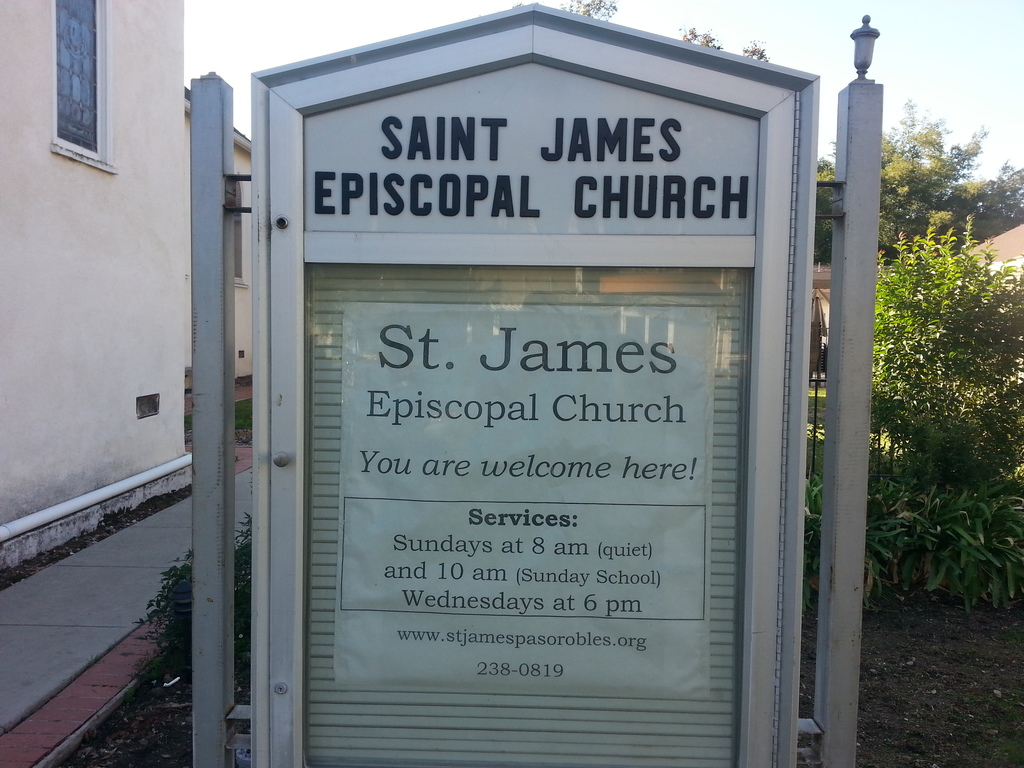 SAINT JAMES
EPISCOPAL CHURCH
St. James
Episcopal Church
You are welcome here!
Services:
Sundays at 8 am (quiet)
and 10 am (Sunday School)
Wednesdays at 6 pm
www.stjamespasorobles.org
238-0819